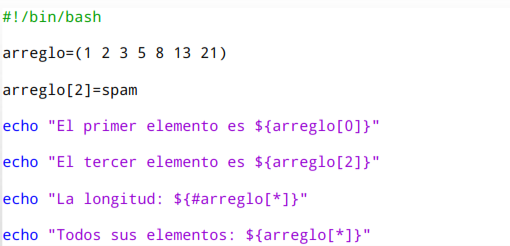 #!/bin/bash
arreglo=(1 2 3 5 8 13 21)
arreglo[2]=spam
echo "El primer elemento es ${arreglo[0]}"
echo "El tercer elemento es ${arreglo[2]}"
echo "La longitud: ${#arreglo[*]}"
echo "Todos sus elementos: ${arreglo[*]}"